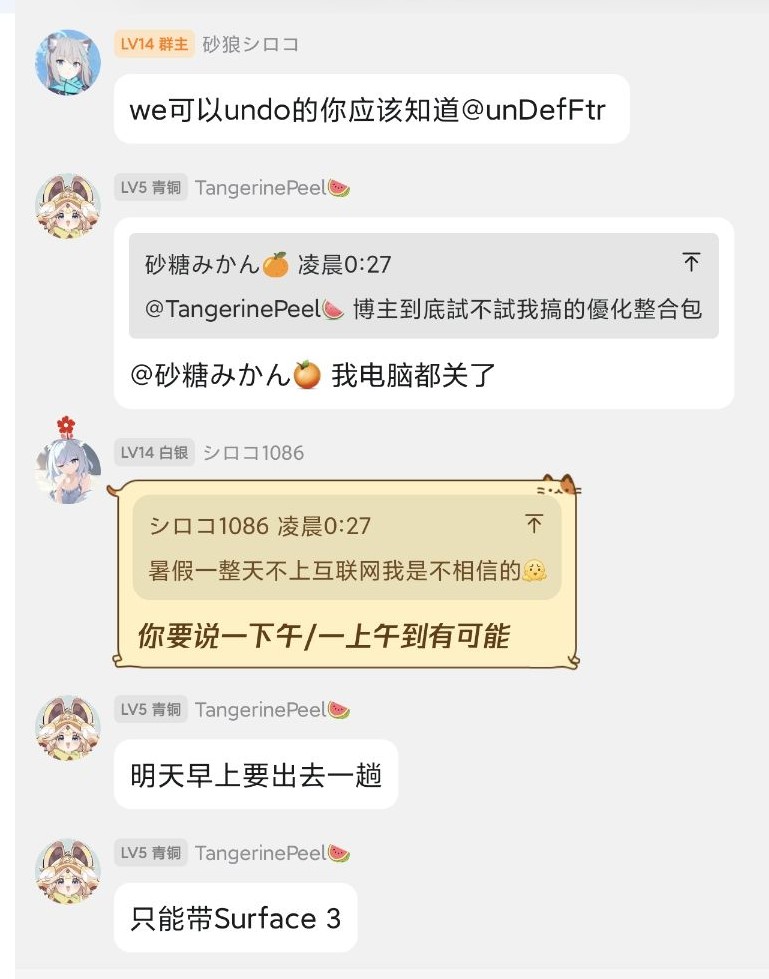 LV14 群主 砂狼シロコ
we可以undo的你应该知道@unDefFtr
LV5 青铜 TangerinePeel🍉
砂糖みかん🍊 凌晨0:27
@TangerinePeel🍉 博主到底試不試我搞的優化整合包
@砂糖みかん🍊 我电脑都关了
LV14 白银 シロコ1086
シロコ1086 凌晨0:27
暑假一整天不上互联网我是不相信的🫂
你要说一下午/一上午到有可能
LV5 青铜 TangerinePeel🍉
明天早上要出去一趟
LV5 青铜 TangerinePeel🍉
只能带Surface 3